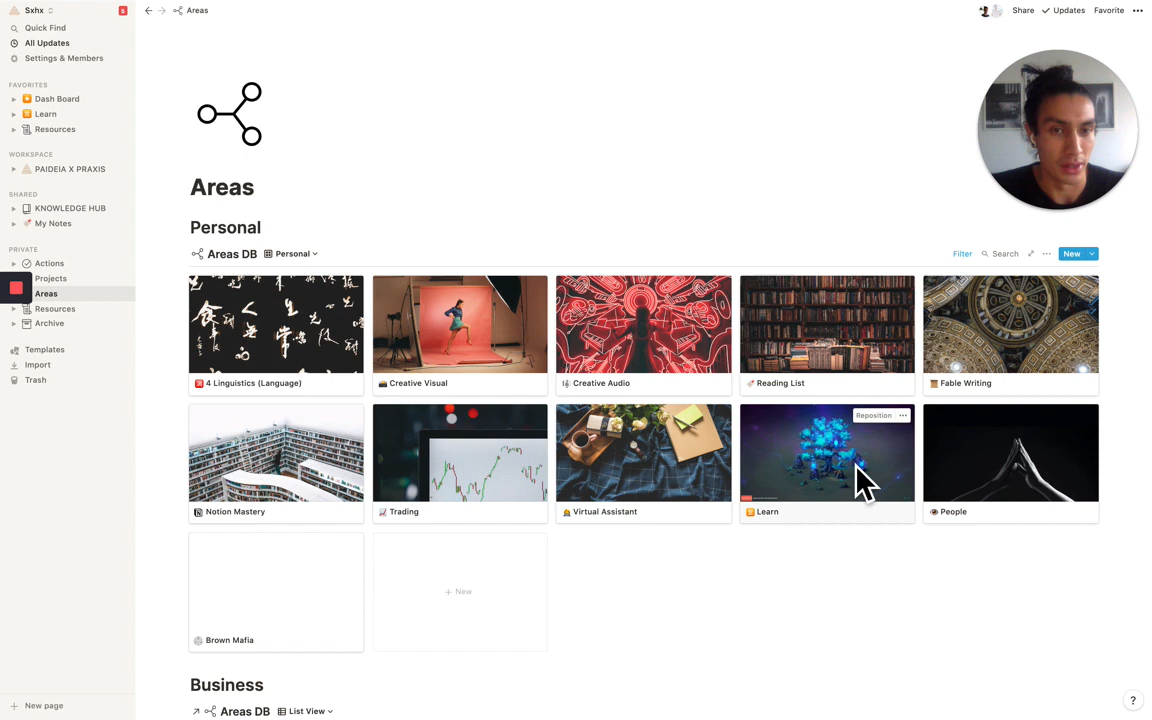 Sxhx
S
Quick Find
All Updates
Settings & Members
FAVORITES
Dash Board
Learn
Resources
WORKSPACE
PAIDEIA X PRAXIS
SHARED
KNOWLEDGE HUB
My Notes
PRIVATE
Actions
Projects
Areas
Resources
Archive
Templates
Import
Trash
New page
Areas
Share
Updates
Favorite
Areas
Personal
Areas DB
Personal
Filter
Search
New
4 Linguistics (Language)
Creative Visual
Creative Audio
Reading List
Fable Writing
Reposition
Notion Mastery
Trading
Virtual Assistant
Learn
People
Brown Mafia
New
Business
Areas DB
List View
?